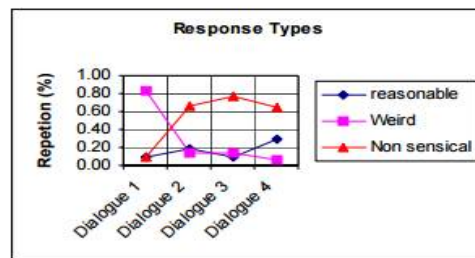 Response Types
Repetion (%)
1.00
0.80
0.60
0.40
0.20
0.00
Dialogue 1
Dialogue 2
Dialogue 3
Dialogue 4
reasonable
Weird
Non sensical